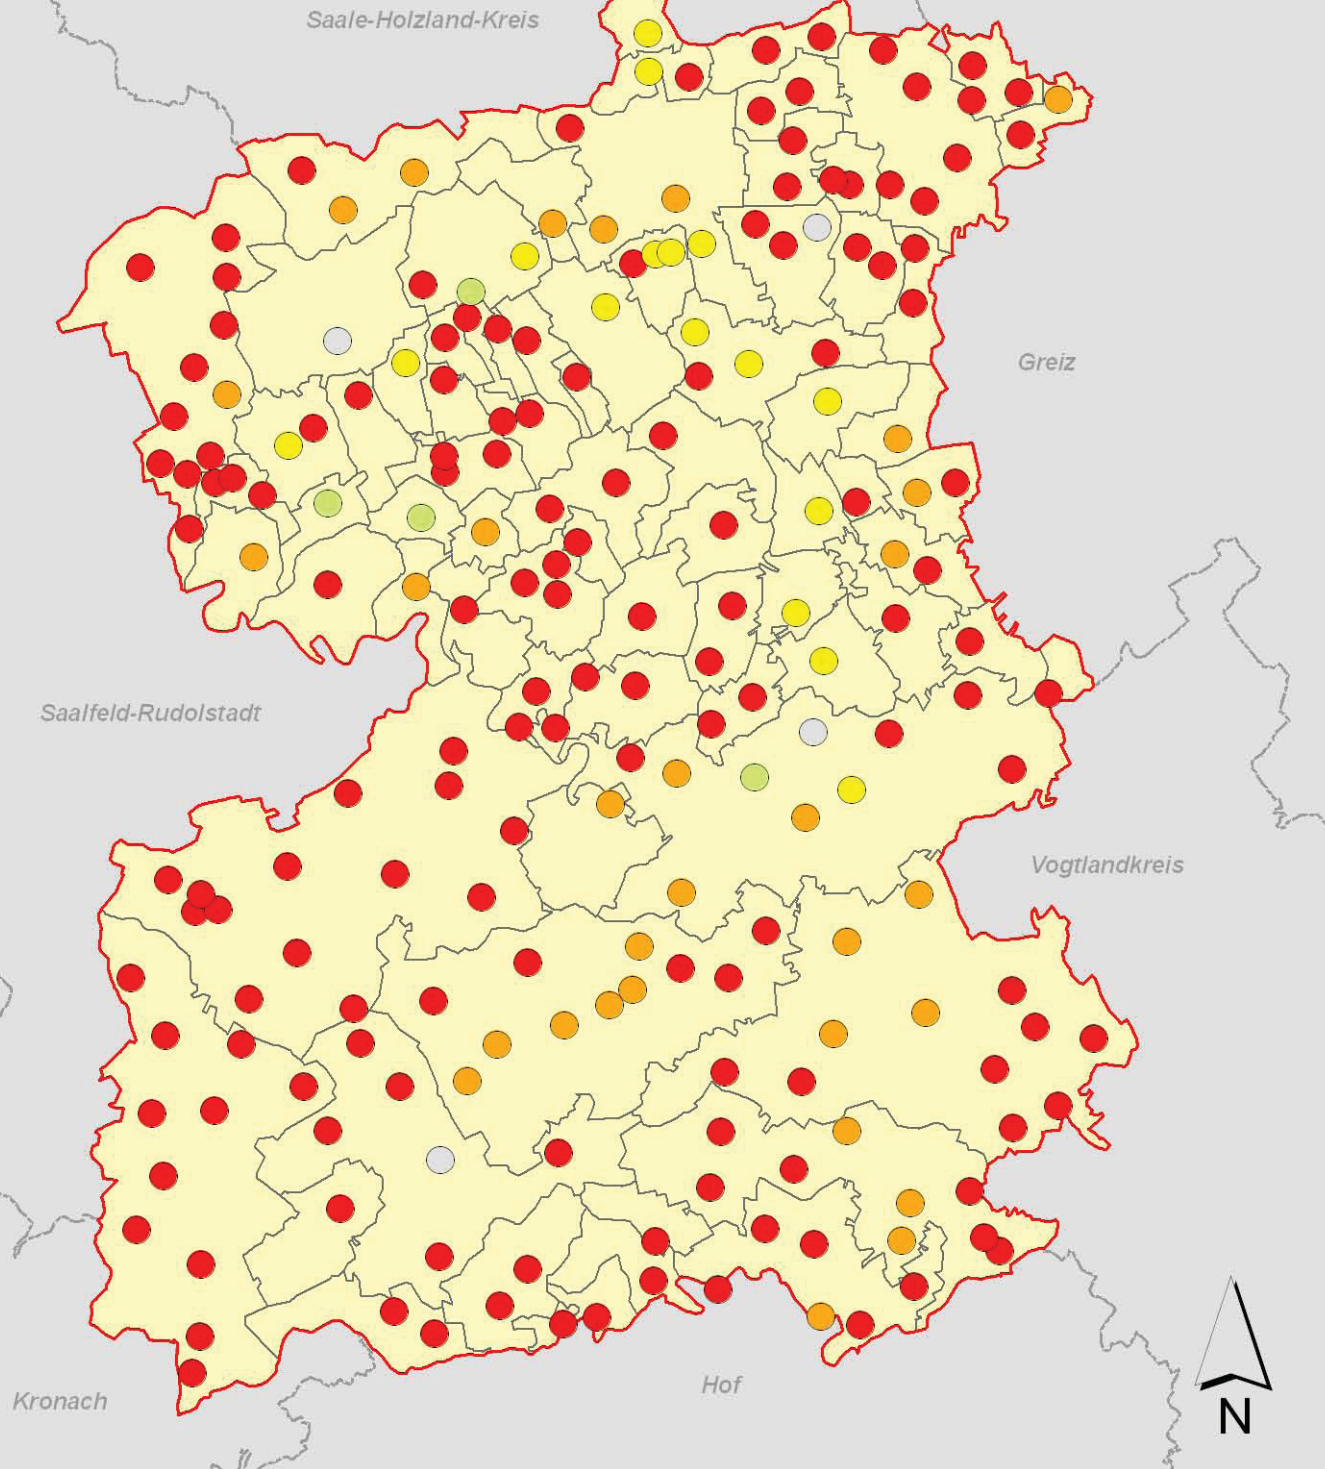 Saale-Holzland-Kreis
Greiz
Saalfeld-Rudolstadt
Vogtlandkreis
Hof
Kronach
N